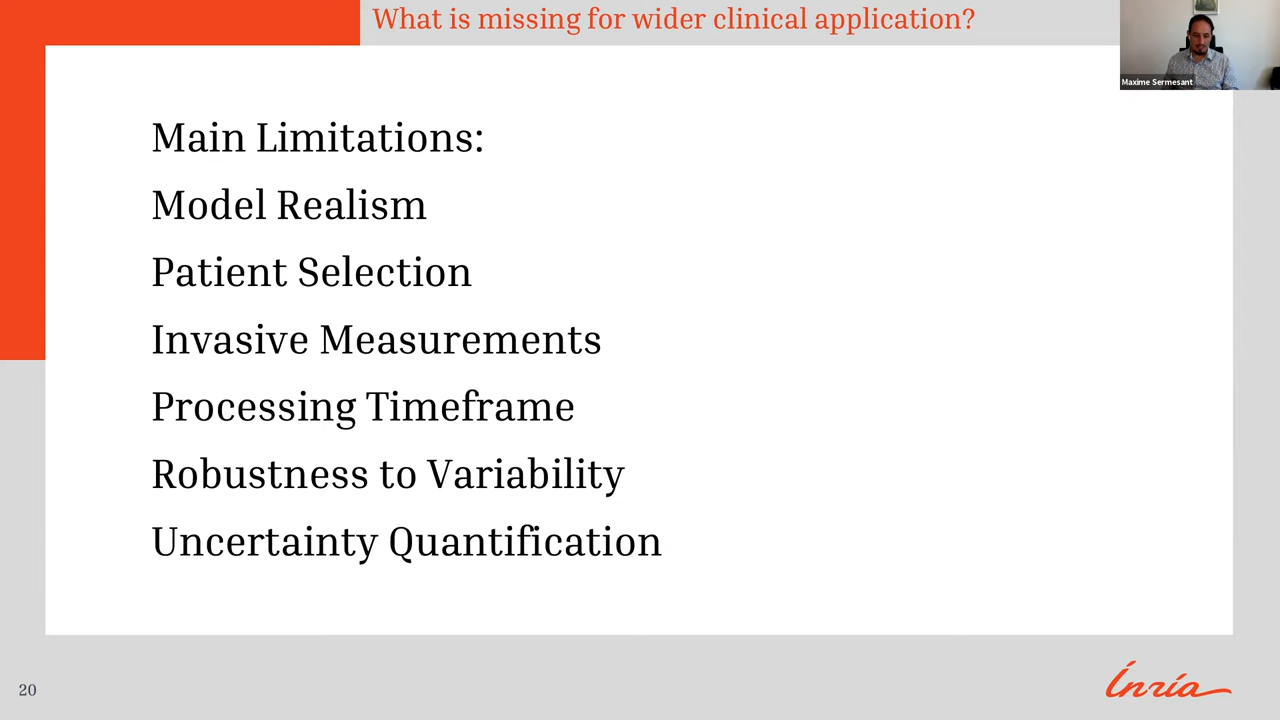 What is missing for wider clinical application?
Maxime Sermesant
Main Limitations:
Model Realism
Patient Selection
Invasive Measurements
Processing Timeframe
Robustness to Variability
Uncertainty Quantification
20
Inria